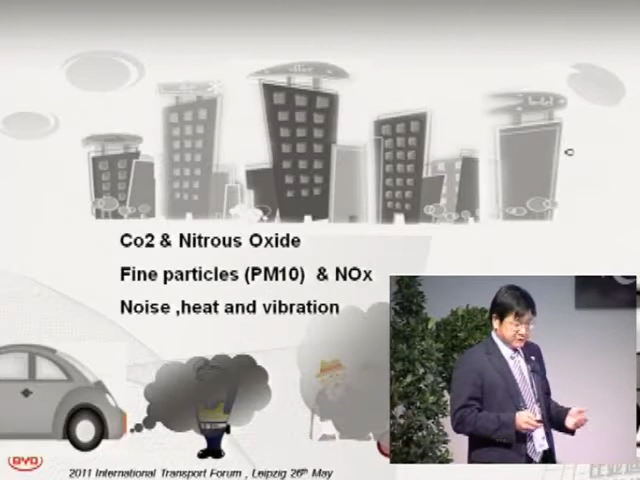 Co2 & Nitrous Oxide
Fine particles (PM10) & NOx
Noise ,heat and vibration
BYD
2011 International Transport Forum , Leipzig 26th May